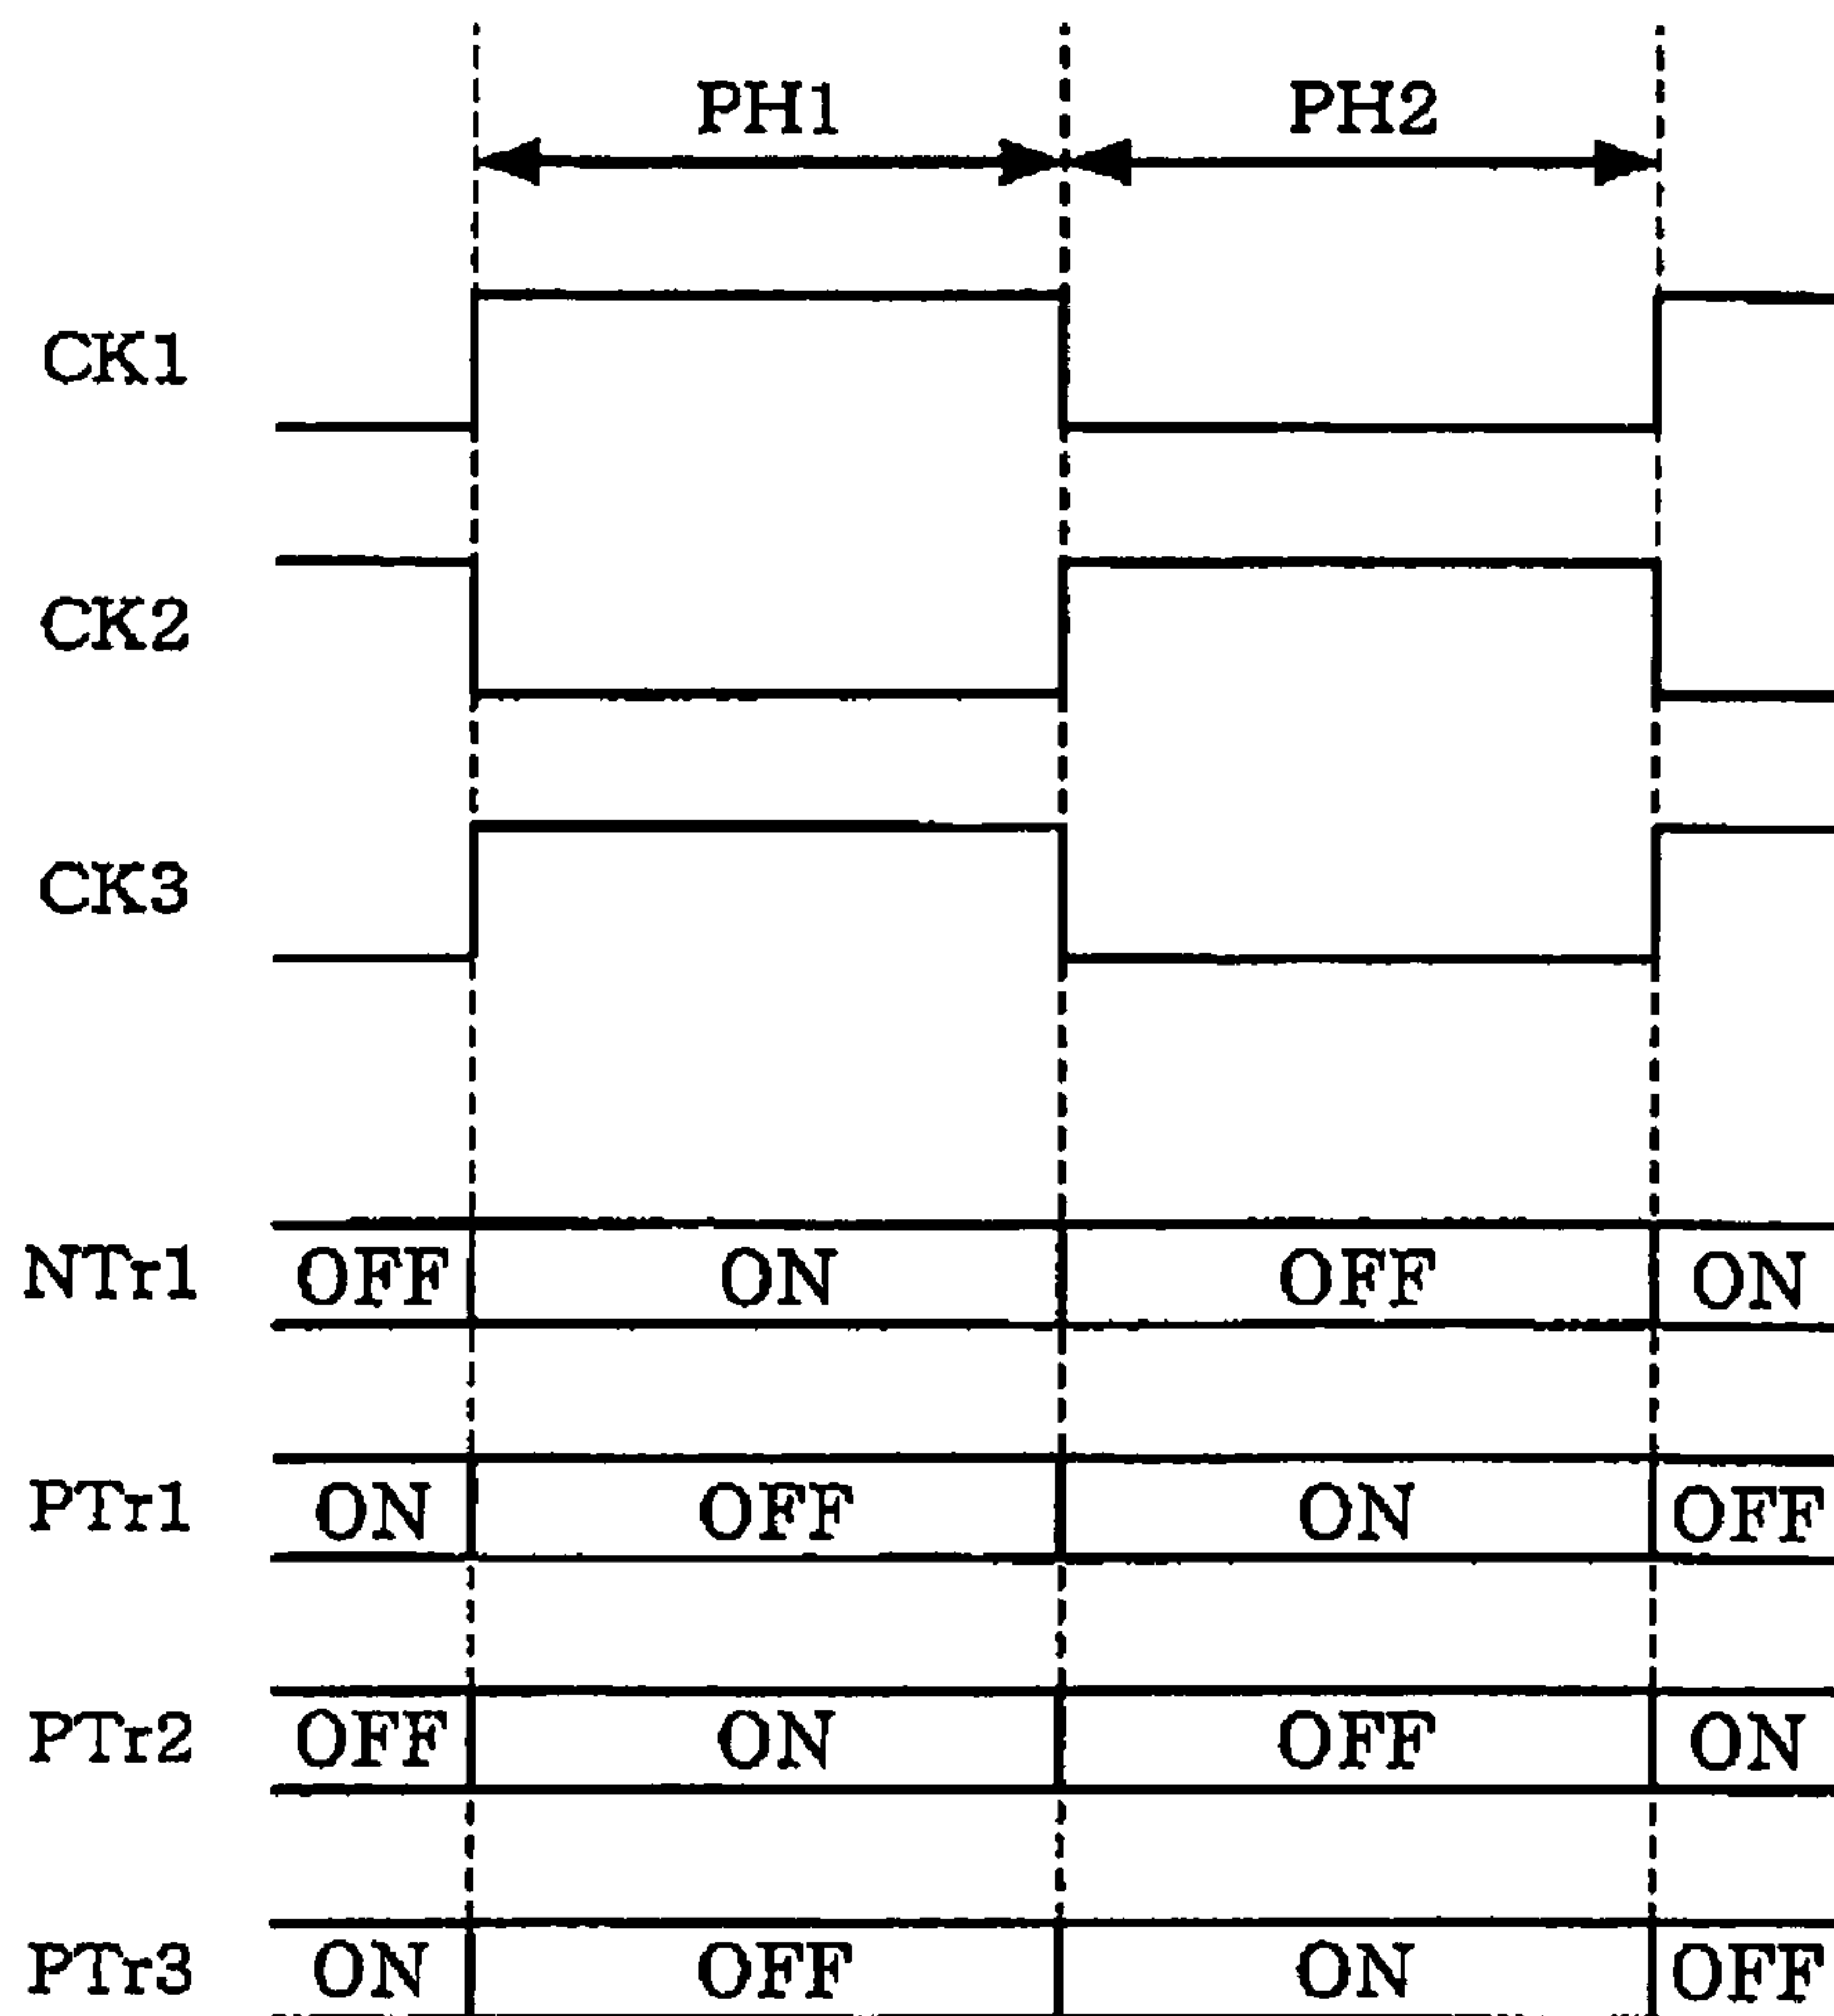 PH1 PH2
CK1
CK2
CK3
NTr1 OFF ON OFF ON
PTr1 ON OFF ON OFF
PTr2 OFF ON OFF ON
PTr3 ON OFF ON OFF